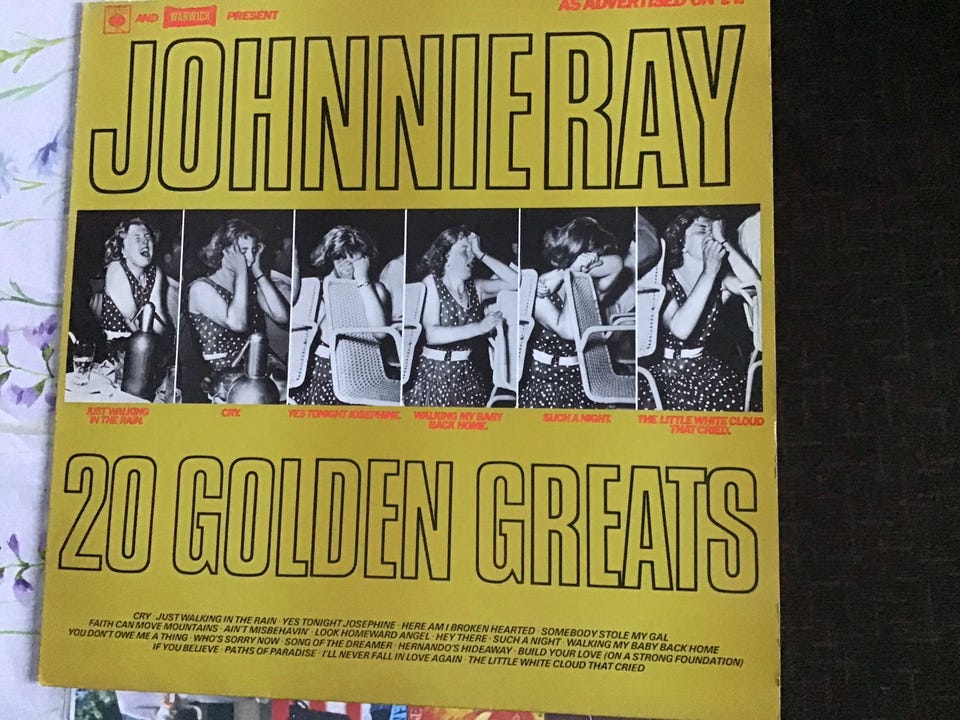 CBS AND WARWICK PRESENT
AS ADVERTISED ON T.V.
JOHNNIE RAY
JUST WALKING
IN THE RAIN.
CRY.
YES TONIGHT JOSEPHINE.
WALKING MY BABY
BACK HOME.
SUCH A NIGHT.
THE LITTLE WHITE CLOUD
THAT CRIED.
20 GOLDEN GREATS
CRY · JUST WALKING IN THE RAIN · YES TONIGHT JOSEPHINE · HERE AM I BROKEN HEARTED · SOMEBODY STOLE MY GAL
FAITH CAN MOVE MOUNTAINS · AIN'T MISBEHAVIN' · LOOK HOMEWARD ANGEL · HEY THERE · SUCH A NIGHT · WALKING MY BABY BACK HOME
YOU DON'T OWE ME A THING · WHO'S SORRY NOW · SONG OF THE DREAMER · HERNANDO'S HIDEAWAY · BUILD YOUR LOVE (ON A STRONG FOUNDATION)
IF YOU BELIEVE · PATHS OF PARADISE · I'LL NEVER FALL IN LOVE AGAIN · THE LITTLE WHITE CLOUD THAT CRIED